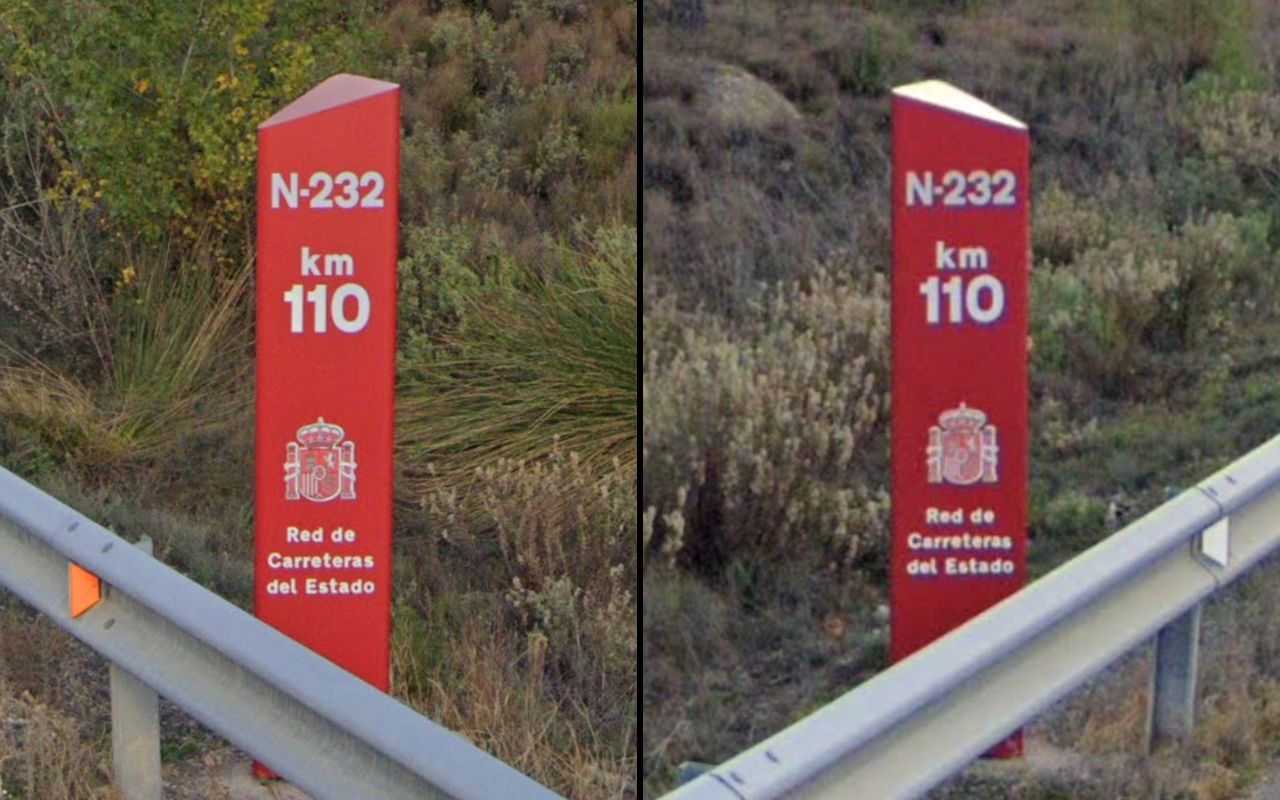 N-232
km
110
Red de
Carreteras
del Estado
N-232
km
110
Red de
Carreteras
del Estado